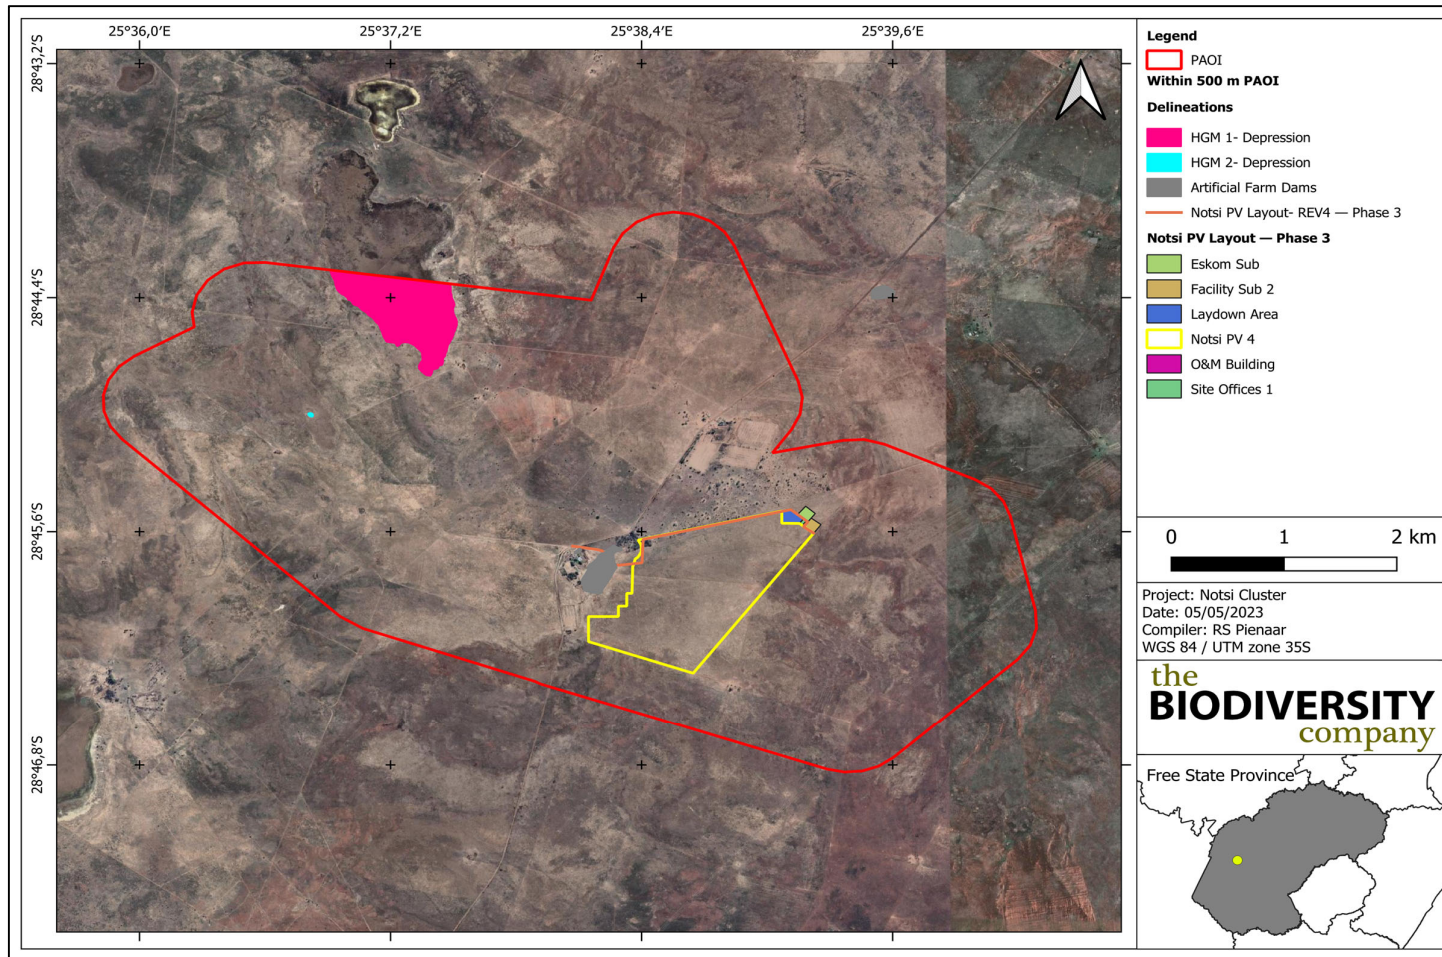 25°36,0′E 25°37,2′E 25°38,4′E 25°39,6′E
28°43,2′S
28°44,4′S
28°45,6′S
28°46,8′S
Legend
PAOI
Within 500 m PAOI
Delineations
HGM 1- Depression
HGM 2- Depression
Artificial Farm Dams
Notsi PV Layout- REV4 — Phase 3
Notsi PV Layout — Phase 3
Eskom Sub
Facility Sub 2
Laydown Area
Notsi PV 4
O&M Building
Site Offices 1
0 1 2 km
Project: Notsi Cluster
Date: 05/05/2023
Compiler: RS Pienaar
WGS 84 / UTM zone 35S
the
BIODIVERSITY
company
Free State Province